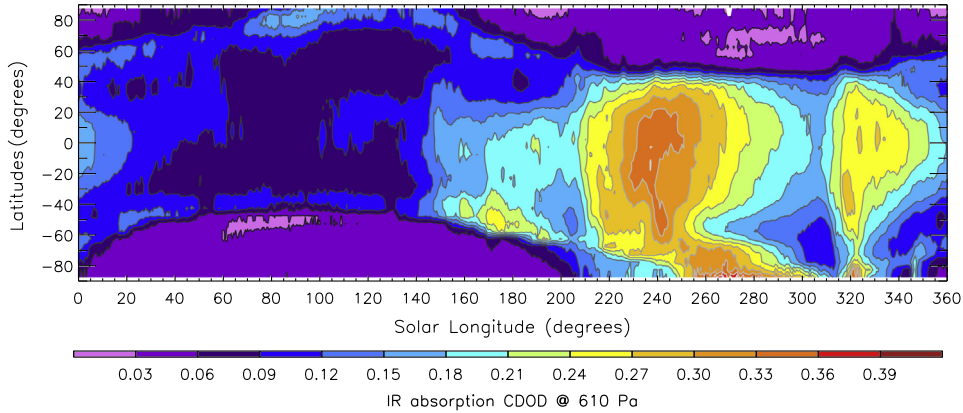 80
60
40
20
0
−20
−40
−60
−80
Latitudes(degrees)
0 20 40 60 80 100 120 140 160 180 200 220 240 260 280 300 320 340 360
Solar Longitude (degrees)
0.03 0.06 0.09 0.12 0.15 0.18 0.21 0.24 0.27 0.30 0.33 0.36 0.39
IR absorption CDOD @ 610 Pa